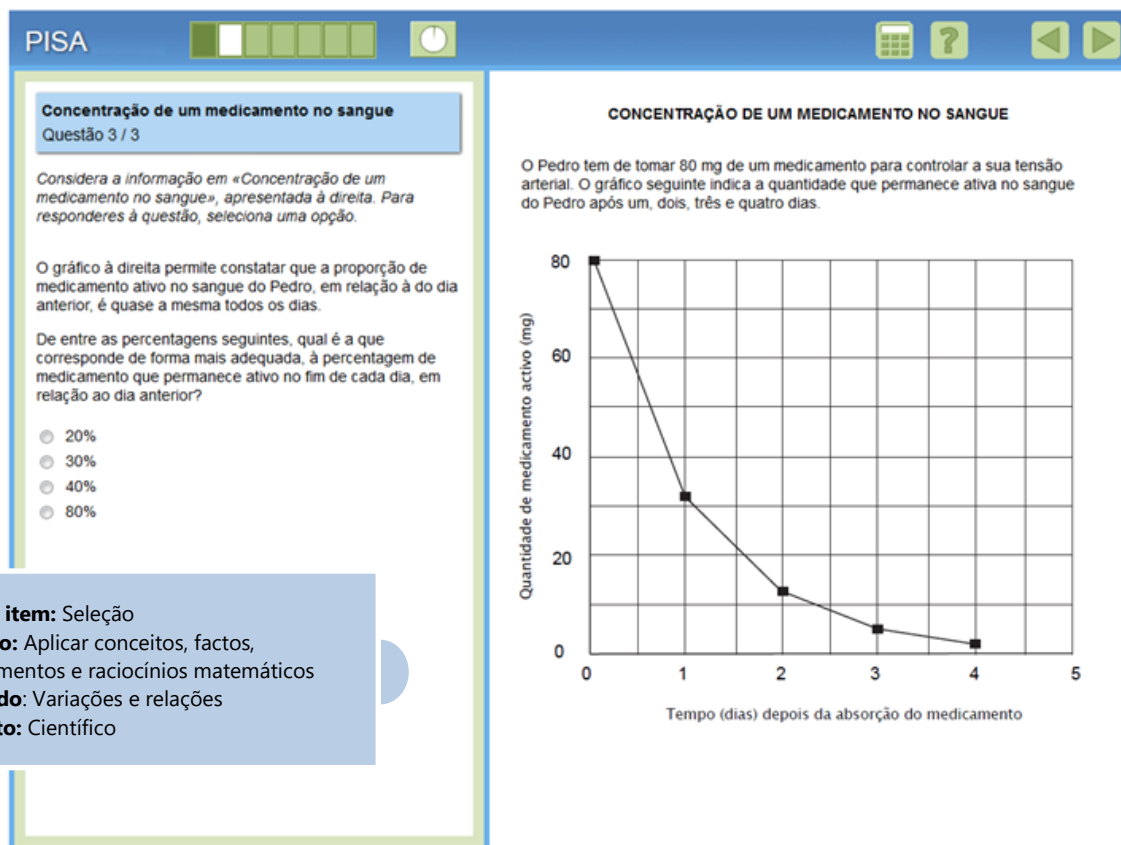 PISA
?
Concentração de um medicamento no sangue
Questão 3 / 3
Considera a informação em «Concentração de um
medicamento no sangue», apresentada à direita. Para
responderes à questão, seleciona uma opção.
O gráfico à direita permite constatar que a proporção de
medicamento ativo no sangue do Pedro, em relação à do dia
anterior, é quase a mesma todos os dias.
De entre as percentagens seguintes, qual é a que
corresponde de forma mais adequada, à percentagem de
medicamento que permanece ativo no fim de cada dia, em
relação ao dia anterior?
20%
30%
40%
80%
item: Seleção
o: Aplicar conceitos, factos,
mentos e raciocínios matemáticos
do: Variações e relações
to: Científico
CONCENTRAÇÃO DE UM MEDICAMENTO NO SANGUE
O Pedro tem de tomar 80 mg de um medicamento para controlar a sua tensão
arterial. O gráfico seguinte indica a quantidade que permanece ativa no sangue
do Pedro após um, dois, três e quatro dias.
Quantidade de medicamento activo (mg)
80
60
40
20
0
0 1 2 3 4 5
Tempo (dias) depois da absorção do medicamento